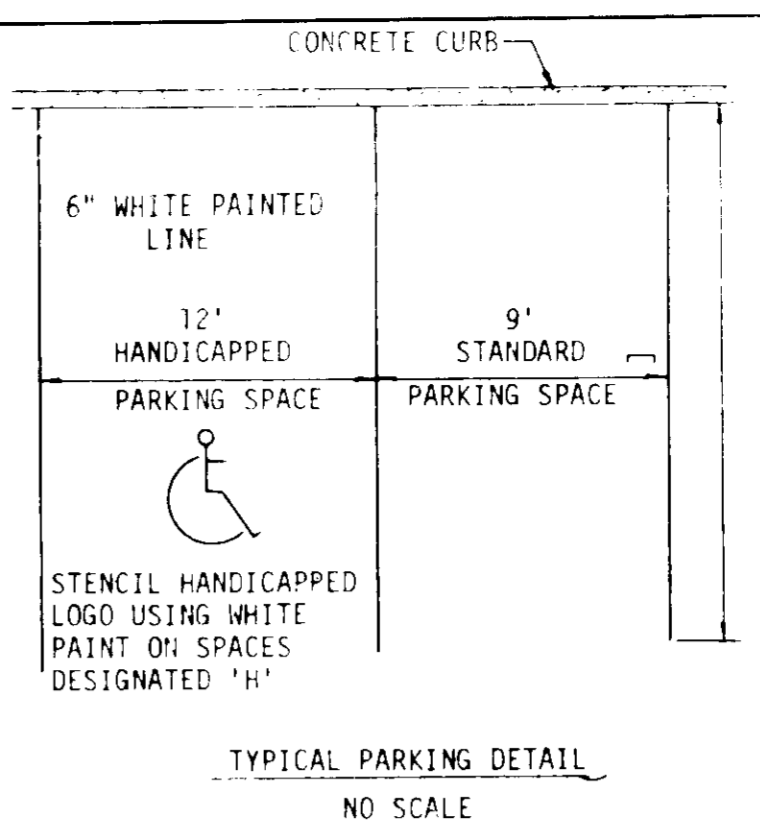 CONCRETE CURB
6" WHITE PAINTED
LINE
12'
HANDICAPPED
PARKING SPACE
9'
STANDARD
PARKING SPACE
STENCIL HANDICAPPED
LOGO USING WHITE
PAINT ON SPACES
DESIGNATED 'H'
TYPICAL PARKING DETAIL
NO SCALE